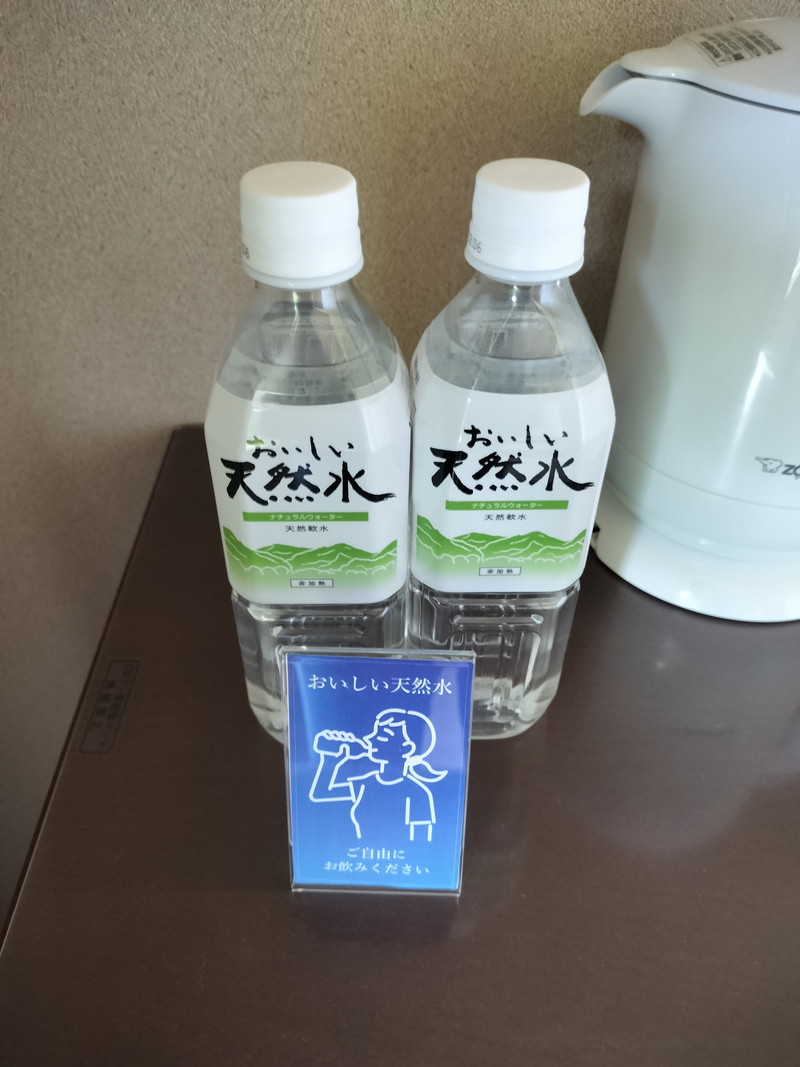 おいしい
天然水
ナチュラルウォーター
天然軟水
非加熱
おいしい
天然水
ナチュラルウォーター
天然軟水
非加熱
おいしい天然水
ご自由に
お飲みください